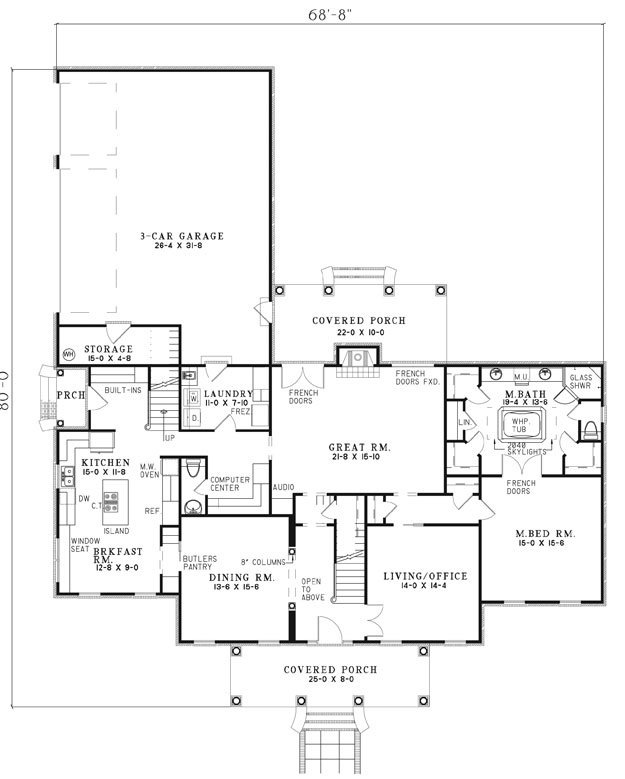 68'-8"
80'-0
3-CAR GARAGE
26-4 X 31-8
COVERED PORCH
22-0 X 10-0
STORAGE
15-0 X 4-8
WH
PRCH
BUILT-INS
UP
LAUNDRY
11-0 X 7-10
W.
D.
FREZ
FRENCH
DOORS
FRENCH
DOORS FXD.
M.U.
GLASS
SHWR
M.BATH
19-4 X 13-6
LIN.
WHP.
TUB
2040
SKYLIGHTS
GREAT RM.
21-8 X 15-10
KITCHEN
15-0 X 11-8
M.W.
OVEN
DW
C.T.
REF.
ISLAND
COMPUTER
CENTER
AUDIO
FRENCH
DOORS
WINDOW
SEAT
BRKFAST
RM.
12-8 X 9-0
BUTLERS
PANTRY
8" COLUMNS
DINING RM.
13-6 X 15-6
OPEN
TO
ABOVE
LIVING/OFFICE
14-0 X 14-4
M.BED RM.
15-0 X 15-6
COVERED PORCH
25-0 X 8-0